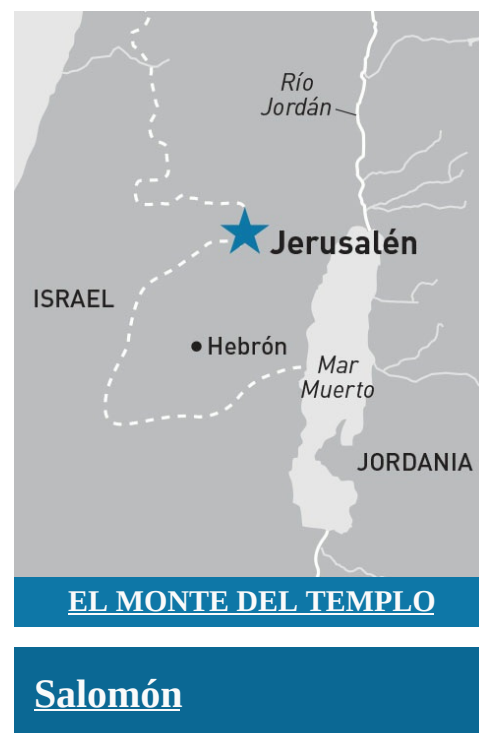 Río
Jordán
Jerusalén
ISRAEL
Hebrón
Mar
Muerto
JORDANIA
EL MONTE DEL TEMPLO
Salomón